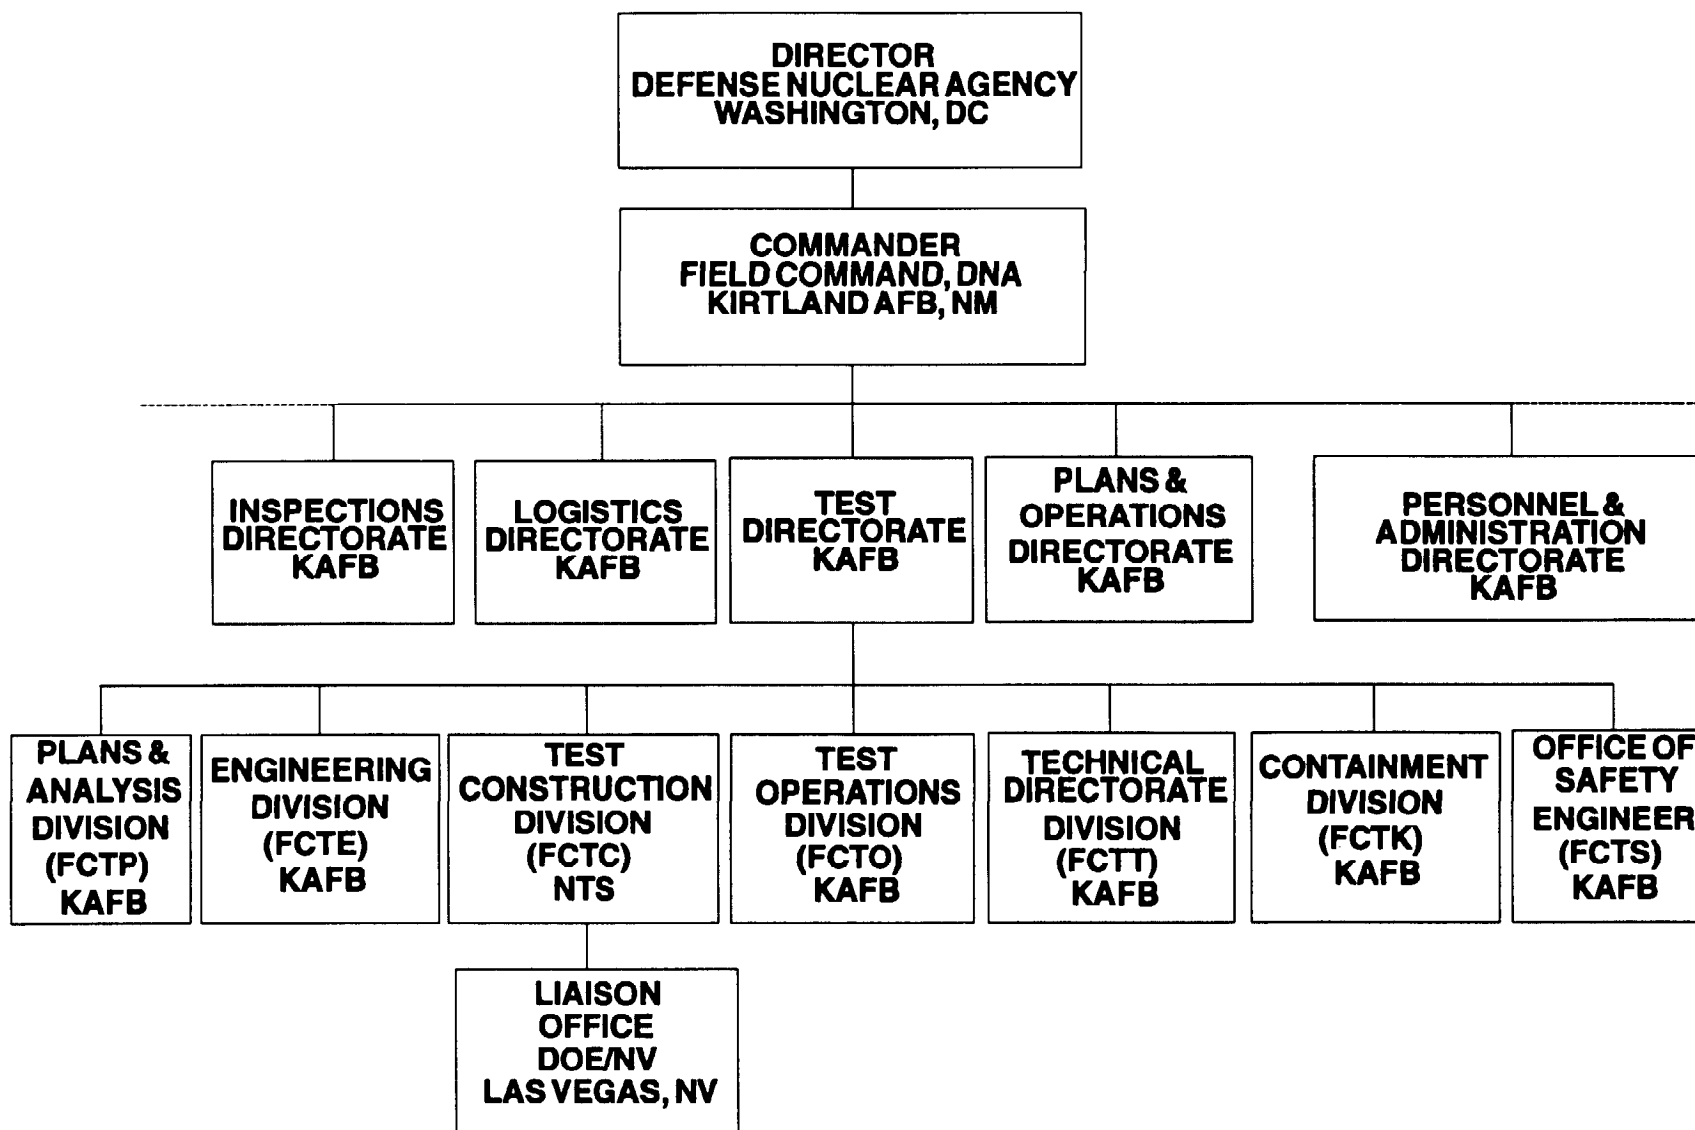 DIRECTOR
DEFENSE NUCLEAR AGENCY
WASHINGTON, DC
COMMANDER
FIELD COMMAND, DNA
KIRTLAND AFB, NM
INSPECTIONS
DIRECTORATE
KAFB
LOGISTICS
DIRECTORATE
KAFB
TEST
DIRECTORATE
KAFB
PLANS &
OPERATIONS
DIRECTORATE
KAFB
PERSONNEL &
ADMINISTRATION
DIRECTORATE
KAFB
PLANS &
ANALYSIS
DIVISION
(FCTP)
KAFB
ENGINEERING
DIVISION
(FCTE)
KAFB
TEST
CONSTRUCTION
DIVISION
(FCTC)
NTS
TEST
OPERATIONS
DIVISION
(FCTO)
KAFB
TECHNICAL
DIRECTORATE
DIVISION
(FCTT)
KAFB
CONTAINMENT
DIVISION
(FCTK)
KAFB
OFFICE OF
SAFETY
ENGINEER
(FCTS)
KAFB
LIAISON
OFFICE
DOE/NV
LAS VEGAS, NV